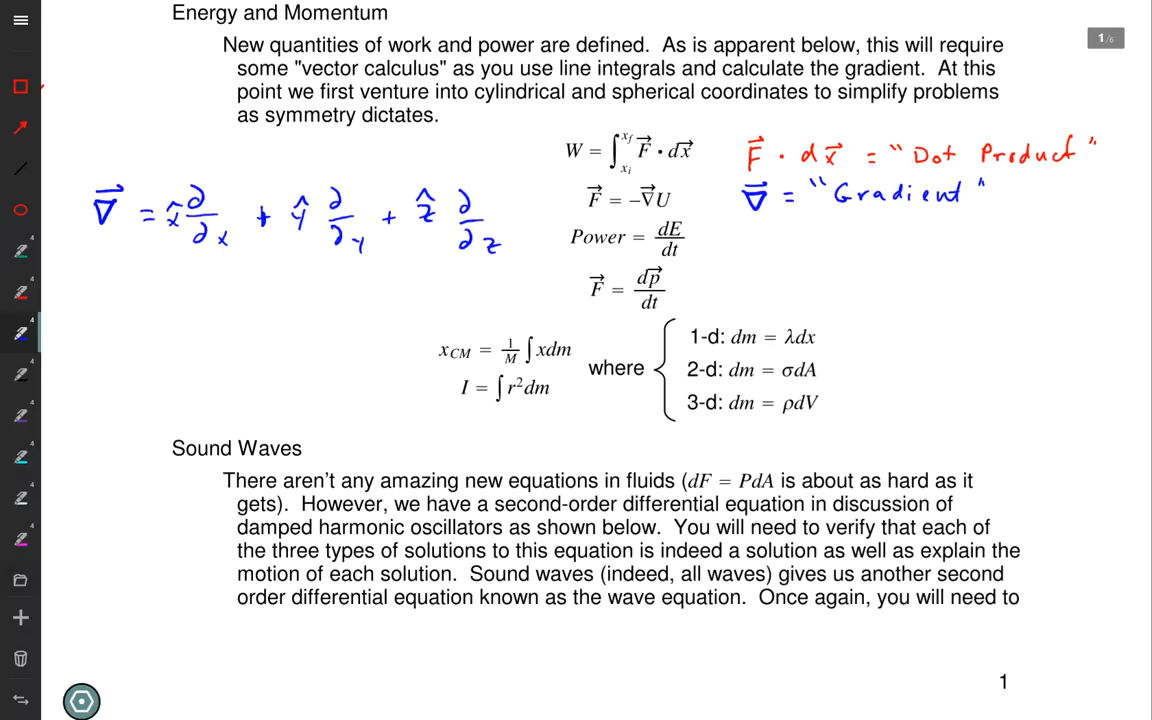 Energy and Momentum
1/6
New quantities of work and power are defined. As is apparent below, this will require
some "vector calculus" as you use line integrals and calculate the gradient. At this
point we first venture into cylindrical and spherical coordinates to simplify problems
as symmetry dictates.
W = ∫_{x_i}^{x_f} F⃗ • dx⃗
F⃗ · dx⃗ = "Dot Product"
F⃗ = −∇⃗U
∇⃗ = "Gradient"
∇⃗ = x̂ ∂/∂x + ŷ ∂/∂y + ẑ ∂/∂z
Power = dE/dt
F⃗ = dp⃗/dt
x_CM = 1/M ∫ xdm
I = ∫ r²dm
where
1-d: dm = λdx
2-d: dm = σdA
3-d: dm = ρdV
Sound Waves
There aren't any amazing new equations in fluids (dF = PdA is about as hard as it
gets). However, we have a second-order differential equation in discussion of
damped harmonic oscillators as shown below. You will need to verify that each of
the three types of solutions to this equation is indeed a solution as well as explain the
motion of each solution. Sound waves (indeed, all waves) gives us another second
order differential equation known as the wave equation. Once again, you will need to
1